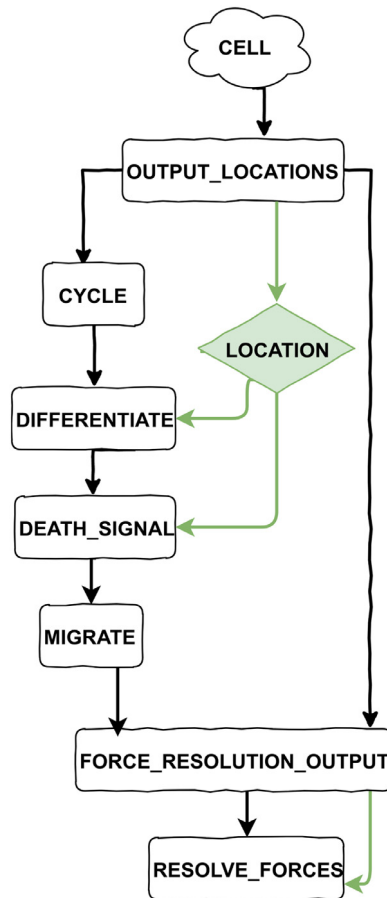 CELL
OUTPUT_LOCATIONS
CYCLE
LOCATION
DIFFERENTIATE
DEATH_SIGNAL
MIGRATE
FORCE_RESOLUTION_OUTPUT
RESOLVE_FORCES